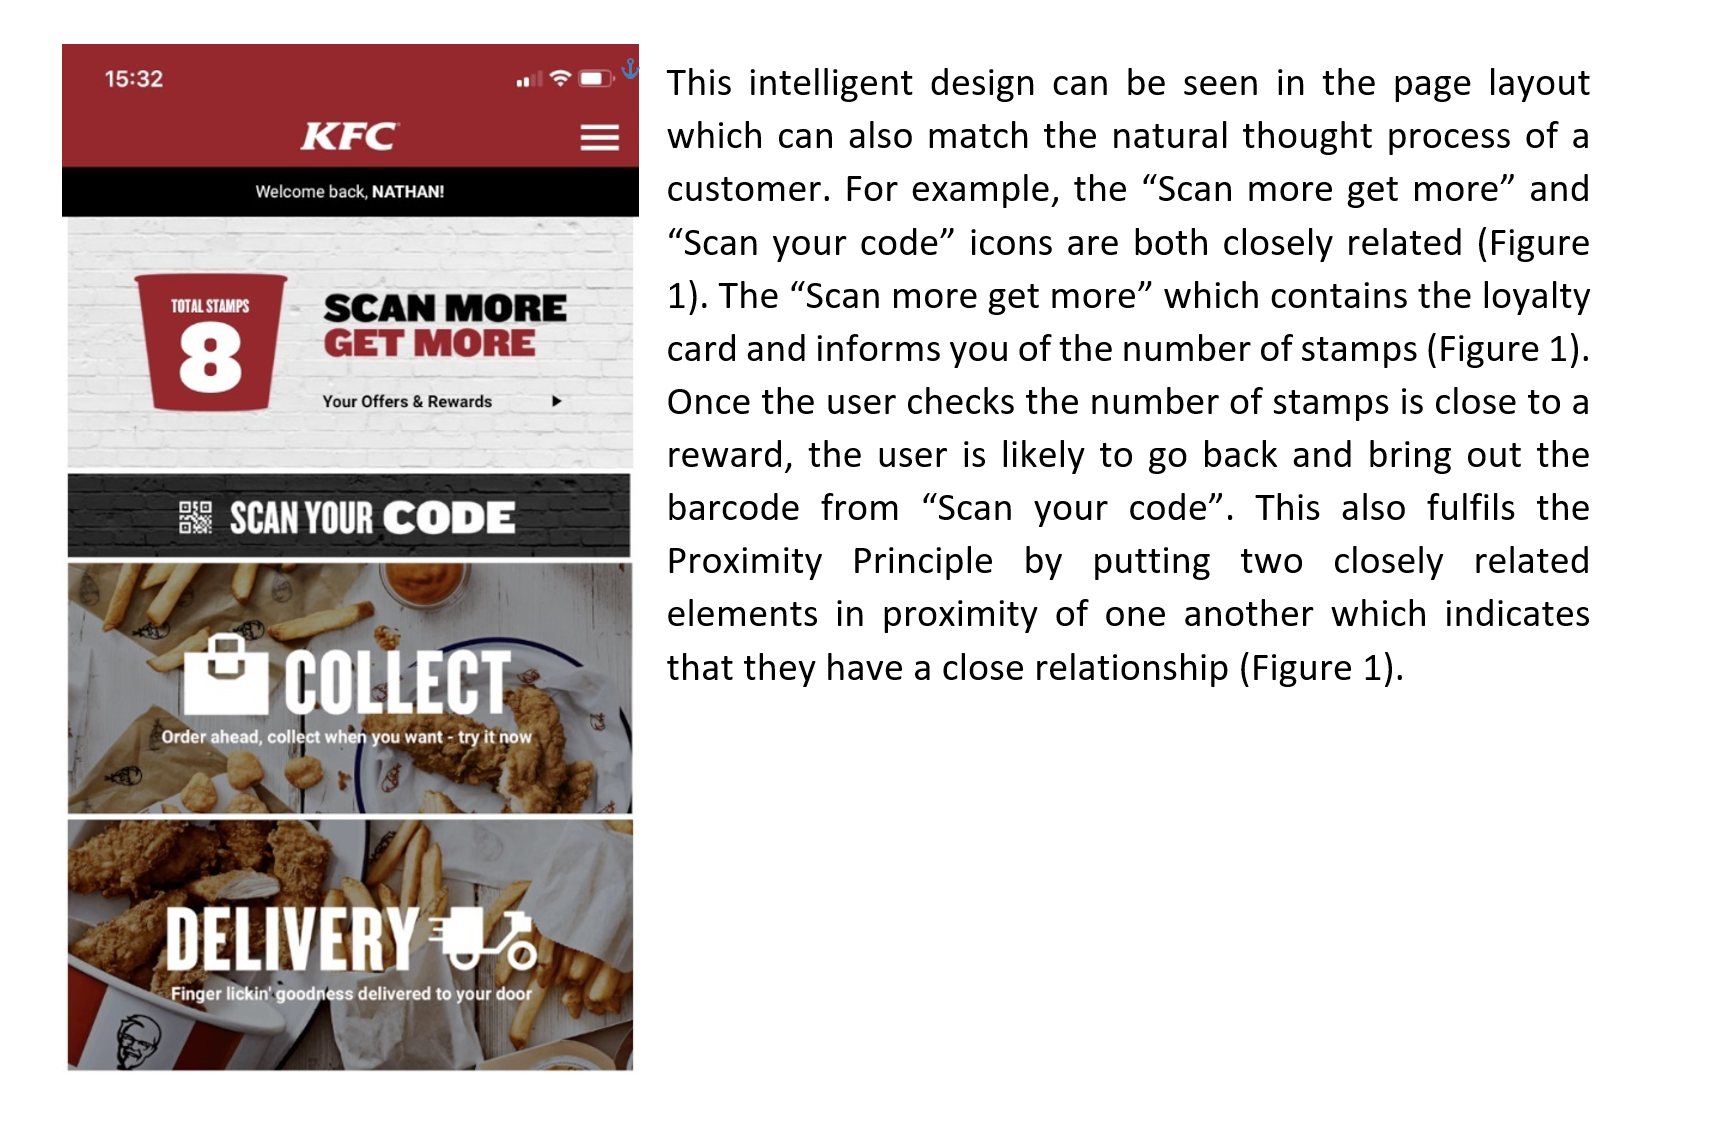 15:32
KFC
Welcome back, NATHAN!
TOTAL STAMPS
8
SCAN MORE
GET MORE
Your Offers & Rewards
SCAN YOUR CODE
COLLECT
Order ahead, collect when you want - try it now
DELIVERY
Finger lickin' goodness delivered to your door
This intelligent design can be seen in the page layout
which can also match the natural thought process of a
customer. For example, the “Scan more get more” and
“Scan your code” icons are both closely related (Figure
1). The “Scan more get more” which contains the loyalty
card and informs you of the number of stamps (Figure 1).
Once the user checks the number of stamps is close to a
reward, the user is likely to go back and bring out the
barcode from “Scan your code”. This also fulfils the
Proximity Principle by putting two closely related
elements in proximity of one another which indicates
that they have a close relationship (Figure 1).